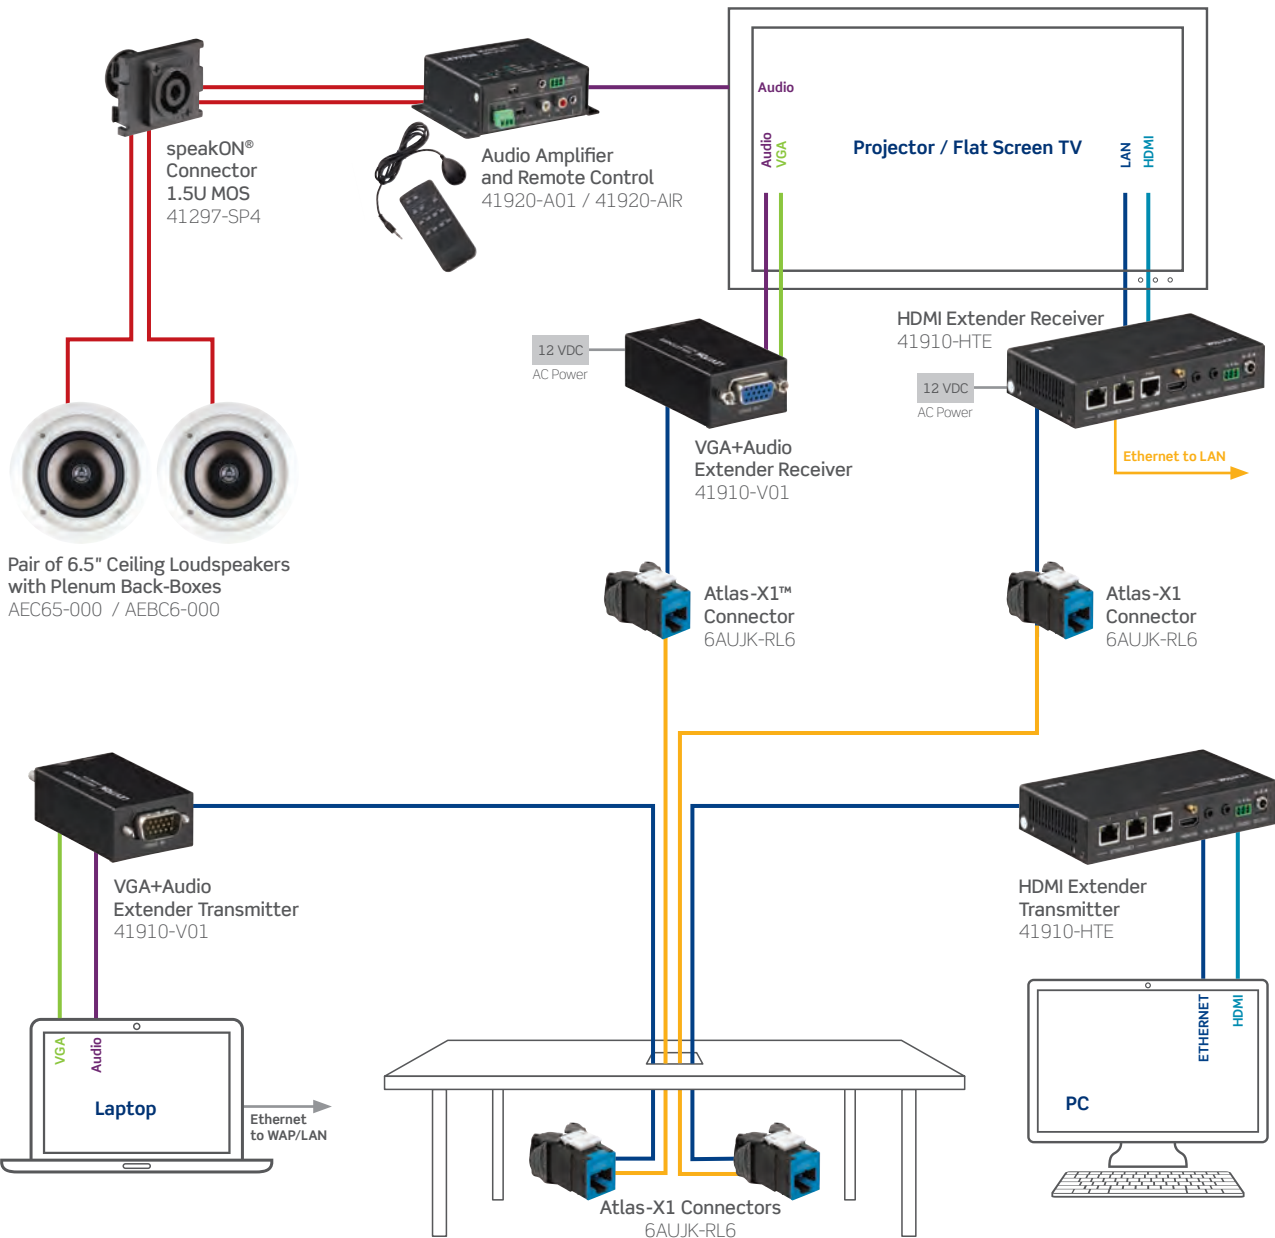 speakON®
Connector
1.5U MOS
41297-SP4
Audio Amplifier
and Remote Control
41920-A01 / 41920-AIR
Audio
Audio
VGA
Projector / Flat Screen TV
LAN
HDMI
12 VDC
AC Power
VGA+Audio
Extender Receiver
41910-V01
HDMI Extender Receiver
41910-HTE
12 VDC
AC Power
Ethernet to LAN
Pair of 6.5" Ceiling Loudspeakers
with Plenum Back-Boxes
AEC65-000 / AEBC6-000
Atlas-X1™
Connector
6AUJK-RL6
Atlas-X1
Connector
6AUJK-RL6
VGA+Audio
Extender Transmitter
41910-V01
HDMI Extender
Transmitter
41910-HTE
VGA
Audio
Laptop
Ethernet
to WAP/LAN
ETHERNET
HDMI
PC
Atlas-X1 Connectors
6AUJK-RL6